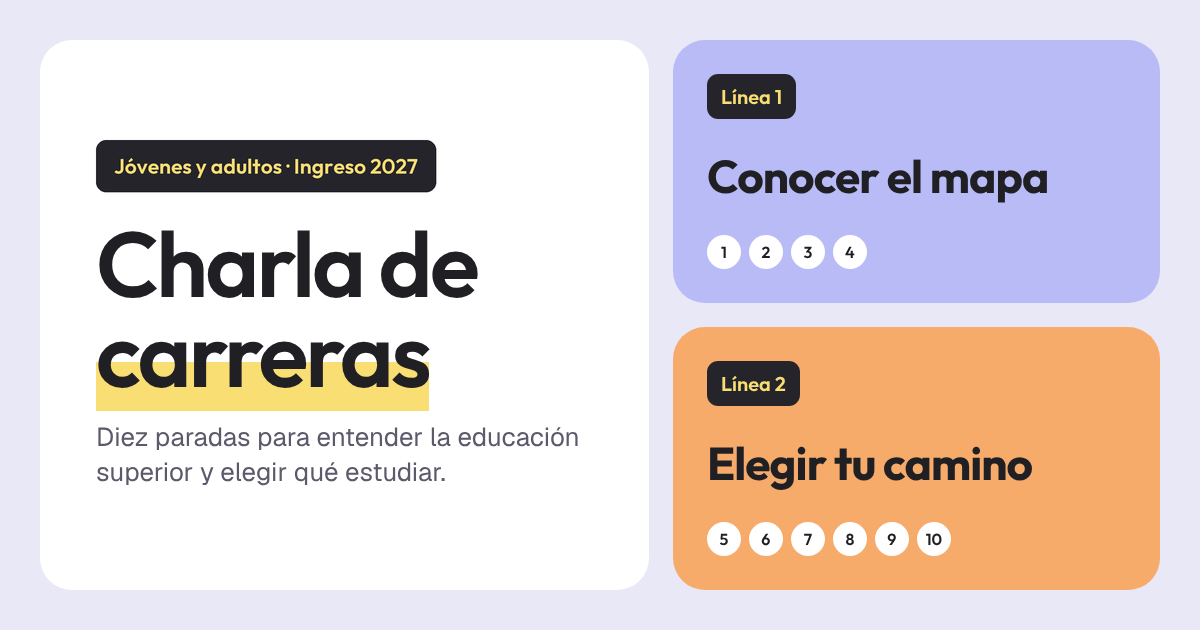 Jóvenes y adultos · Ingreso 2027
Charla de
carreras
Diez paradas para entender la educación
superior y elegir qué estudiar.
Línea 1
Conocer el mapa
1 2 3 4
Línea 2
Elegir tu camino
5 6 7 8 9 10